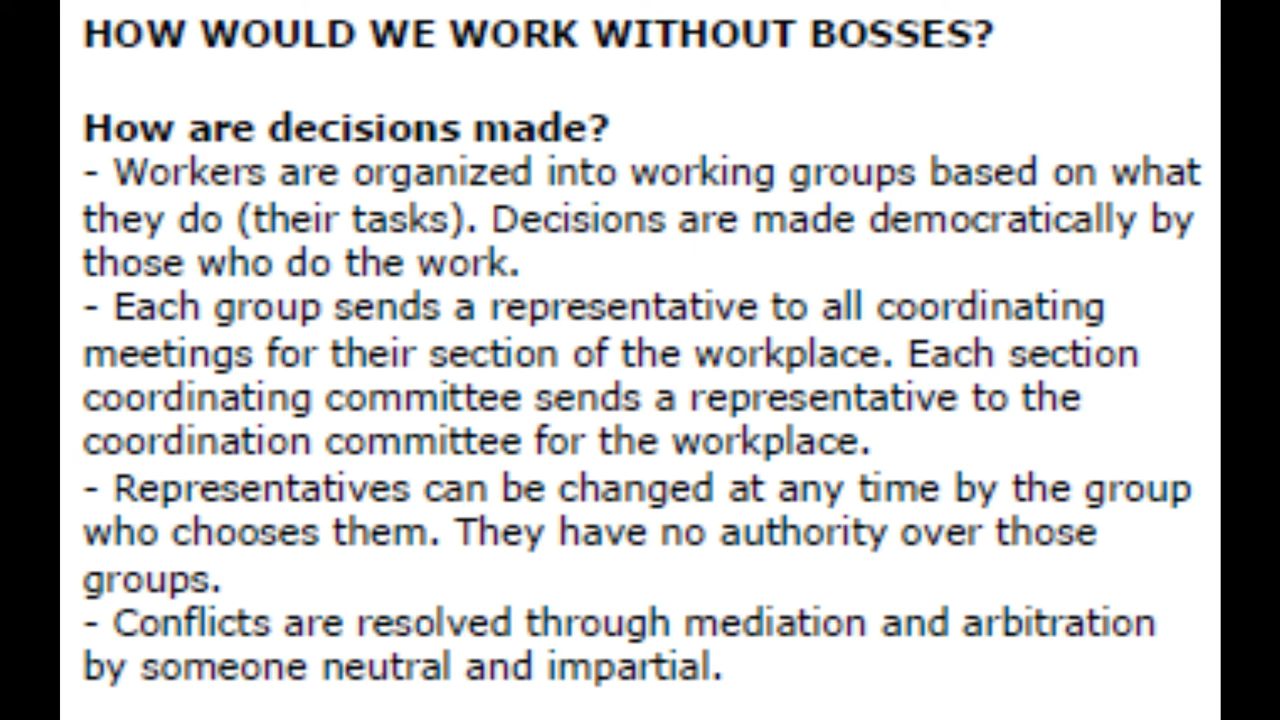 HOW WOULD WE WORK WITHOUT BOSSES?
How are decisions made?
- Workers are organized into working groups based on what
they do (their tasks). Decisions are made democratically by
those who do the work.
- Each group sends a representative to all coordinating
meetings for their section of the workplace. Each section
coordinating committee sends a representative to the
coordination committee for the workplace.
- Representatives can be changed at any time by the group
who chooses them. They have no authority over those
groups.
- Conflicts are resolved through mediation and arbitration
by someone neutral and impartial.